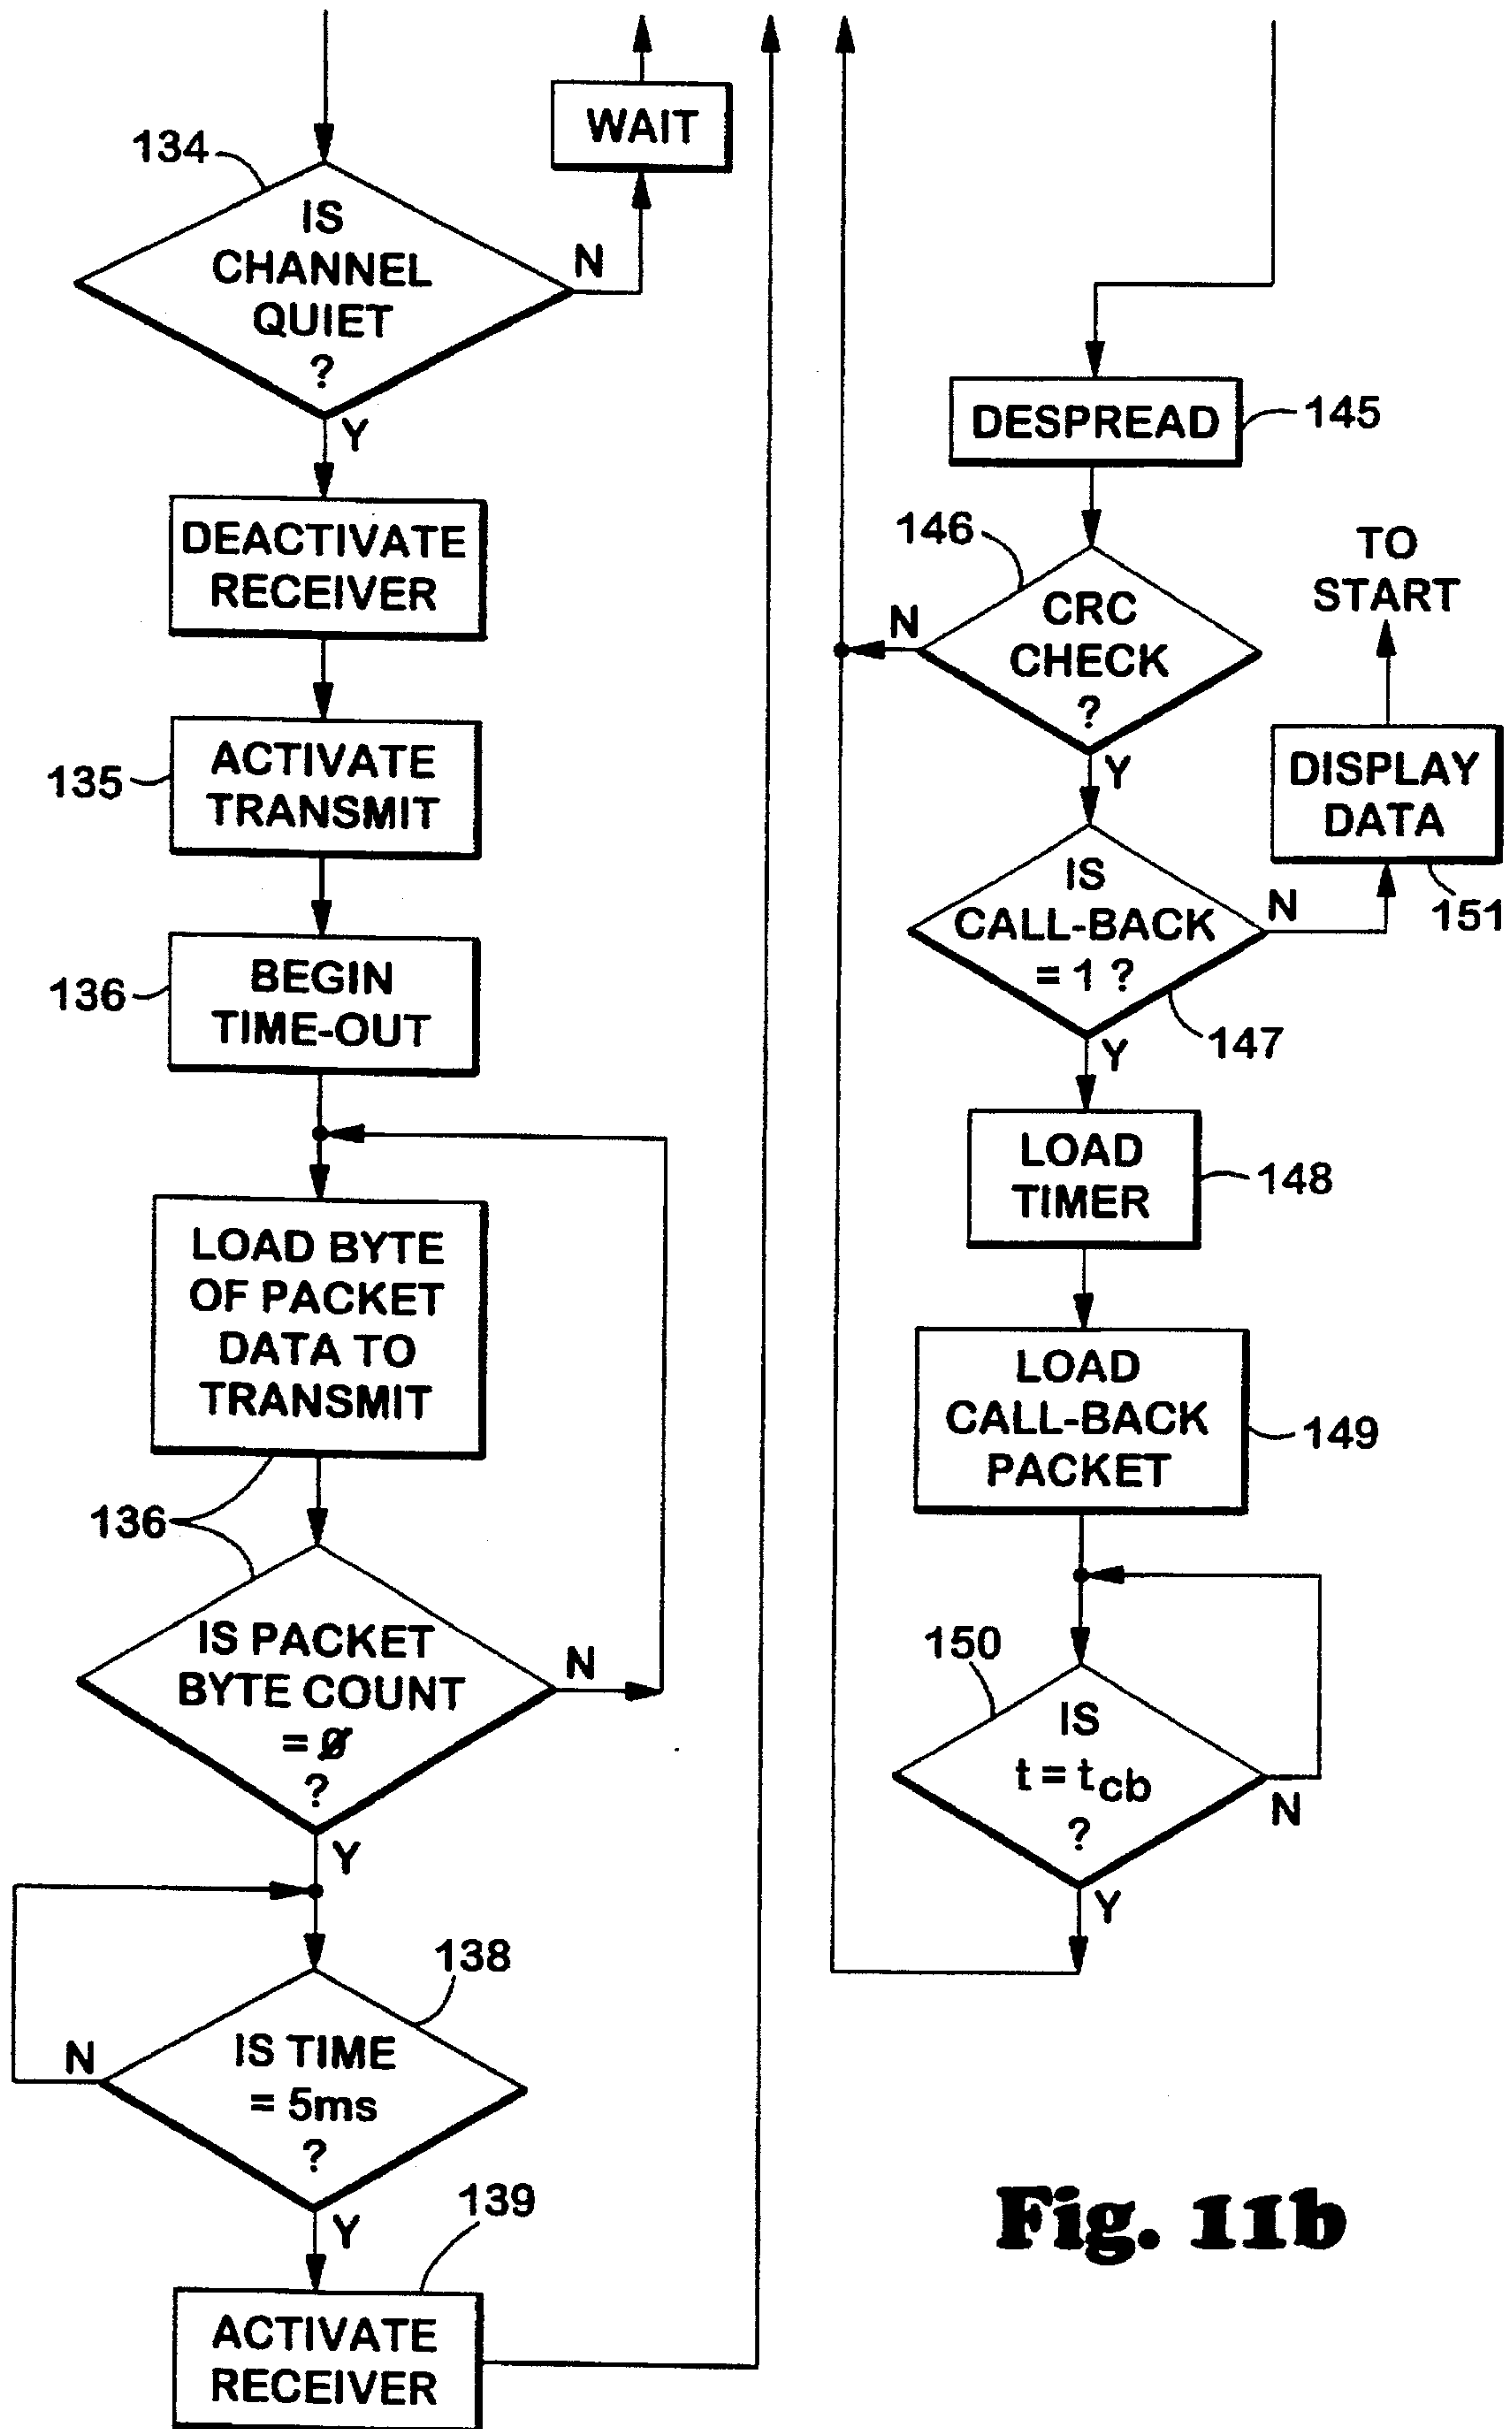 WAIT
134
IS
CHANNEL
QUIET
?
N
Y
DEACTIVATE
RECEIVER
135
ACTIVATE
TRANSMIT
136
BEGIN
TIME-OUT
LOAD BYTE
OF PACKET
DATA TO
TRANSMIT
136
IS PACKET
BYTE COUNT
= Ø
?
N
Y
138
IS TIME
= 5ms
?
N
Y
139
ACTIVATE
RECEIVER
DESPREAD
145
146
CRC
CHECK
?
N
Y
TO
START
DISPLAY
DATA
151
IS
CALL-BACK
= 1 ?
N
147
Y
LOAD
TIMER
148
LOAD
CALL-BACK
PACKET
149
150
IS
t = tcb
?
N
Y
Fig. 11b